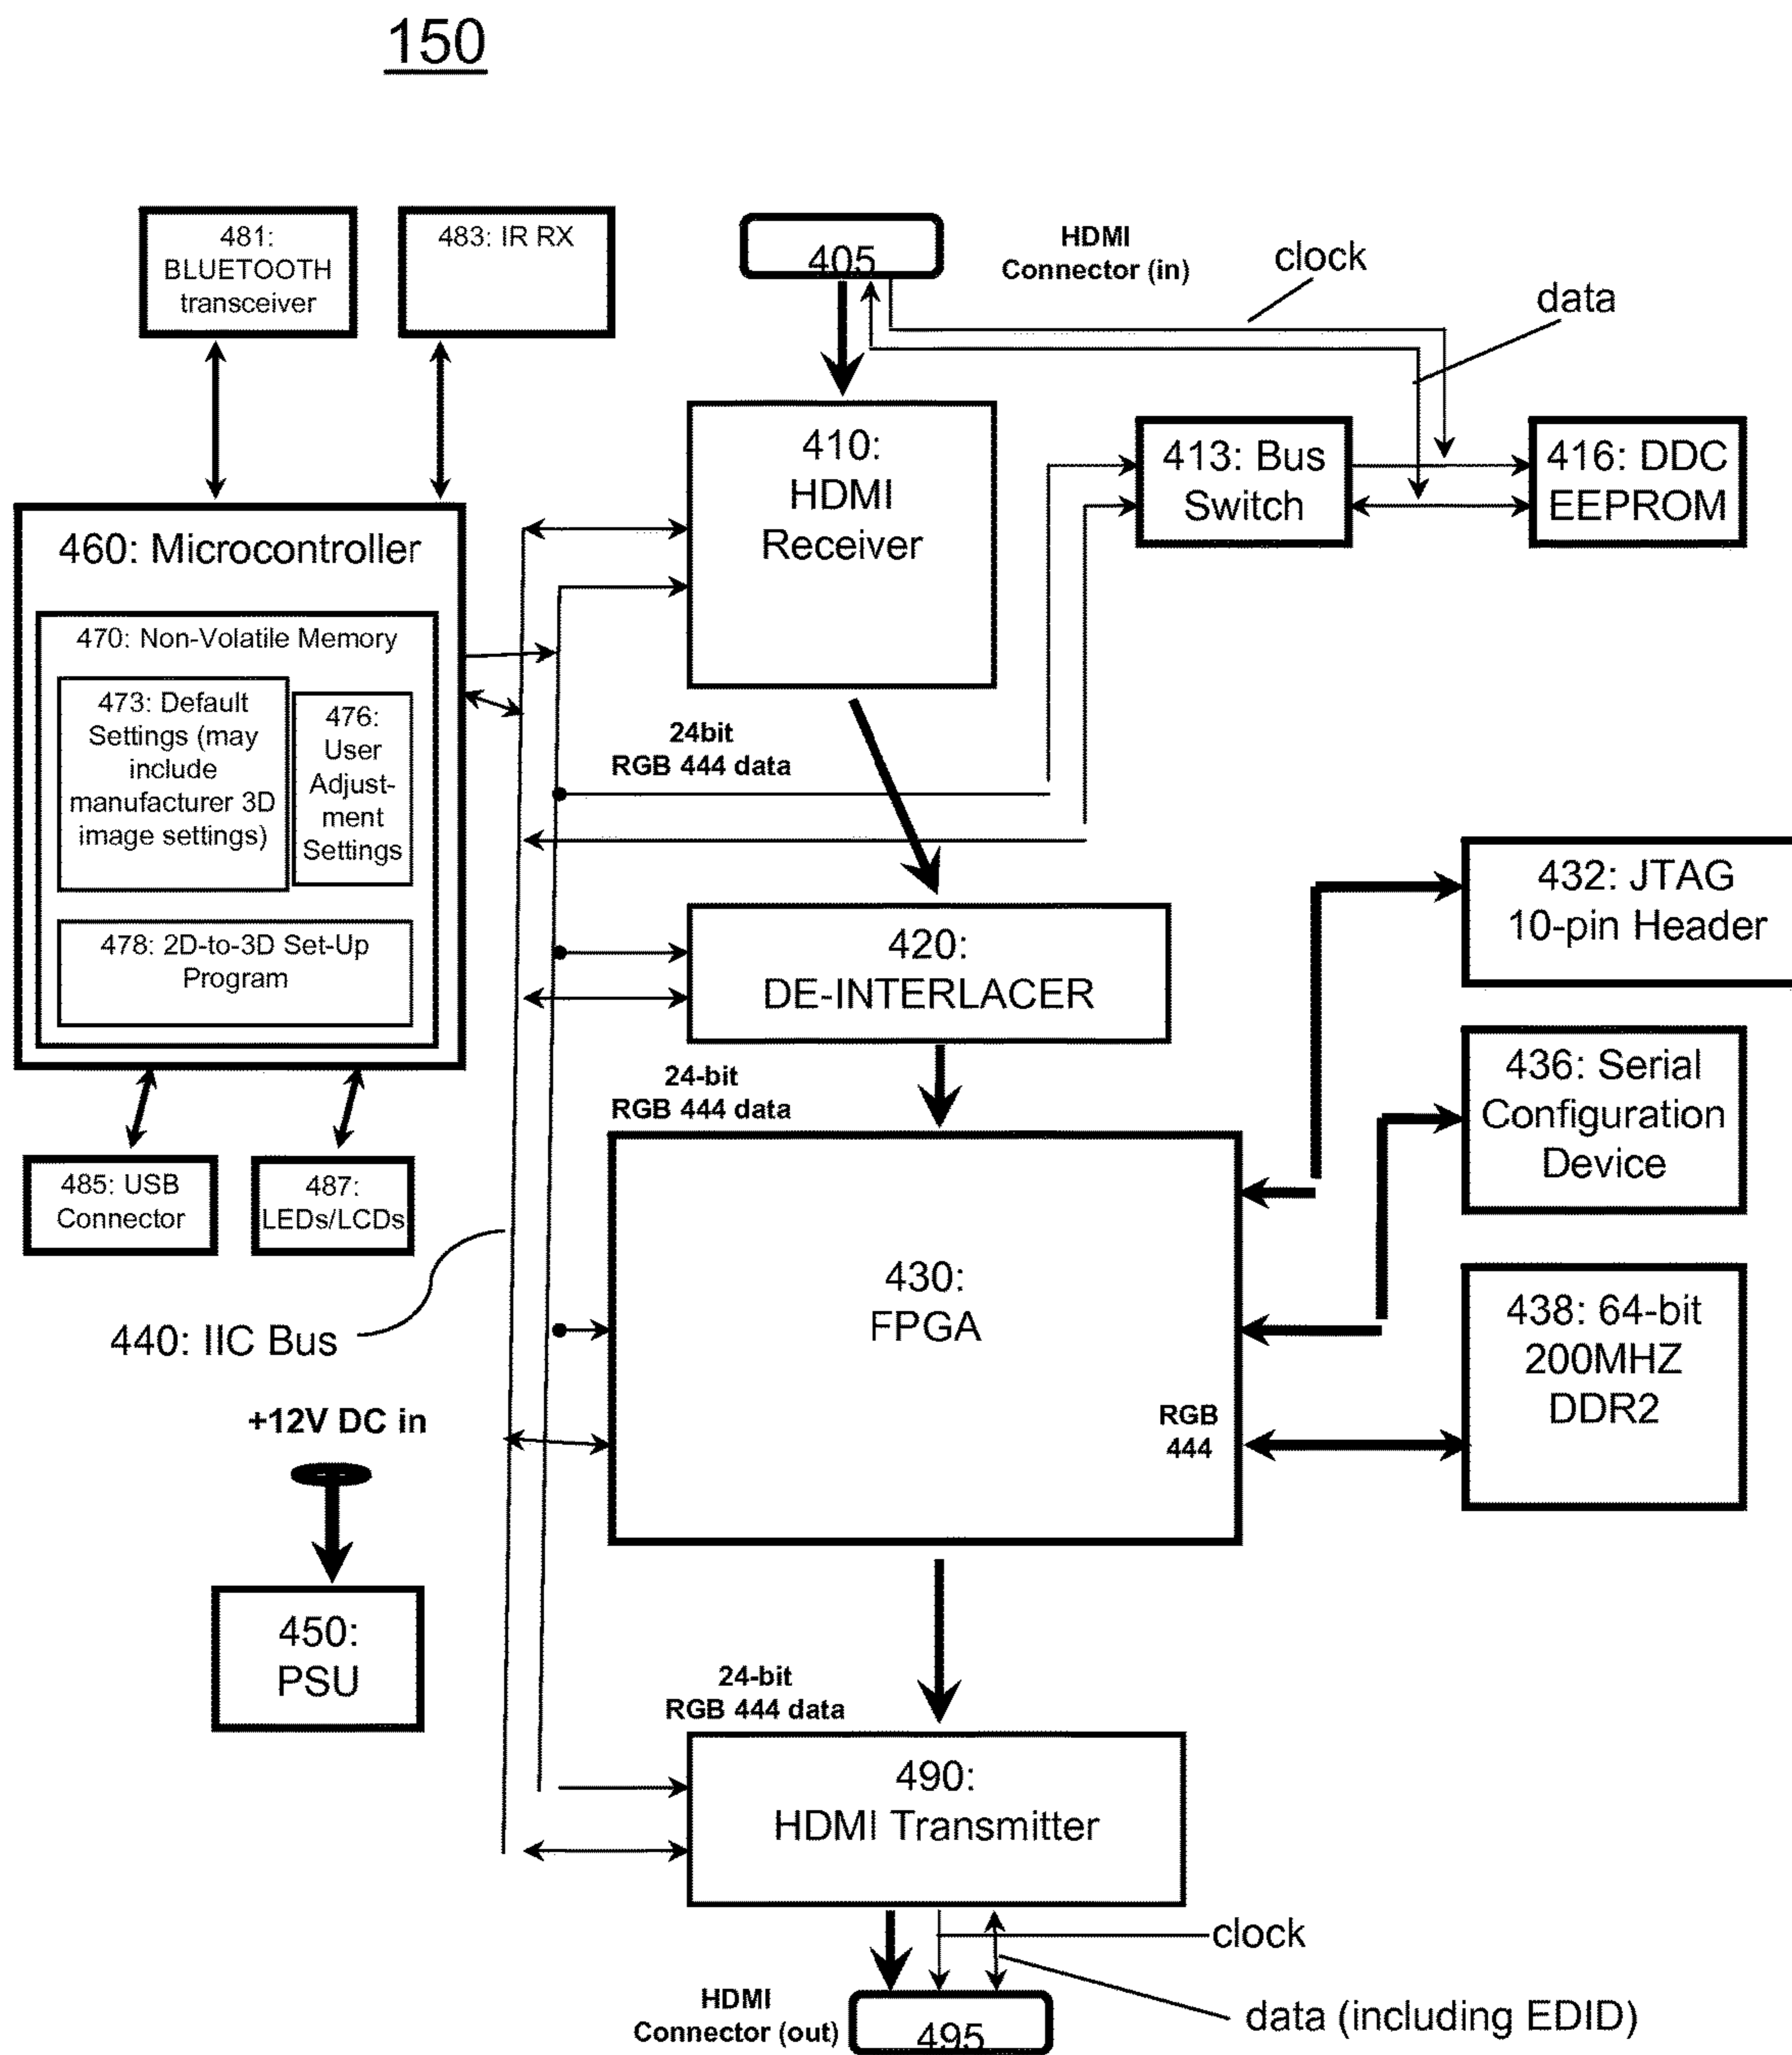 150
481:
BLUETOOTH
transceiver
483: IR RX
405
HDMI
Connector (in)
clock
data
410:
HDMI
Receiver
413: Bus
Switch
416: DDC
EEPROM
460: Microcontroller
470: Non-Volatile Memory
473: Default
Settings (may
include
manufacturer 3D
image settings)
476:
User
Adjust-
ment
Settings
478: 2D-to-3D Set-Up
Program
24bit
RGB 444 data
420:
DE-INTERLACER
432: JTAG
10-pin Header
24-bit
RGB 444 data
436: Serial
Configuration
Device
485: USB
Connector
487:
LEDs/LCDs
430:
FPGA
438: 64-bit
200MHZ
DDR2
440: IIC Bus
RGB
444
+12V DC in
450:
PSU
24-bit
RGB 444 data
490:
HDMI Transmitter
clock
HDMI
Connector (out)
495
data (including EDID)